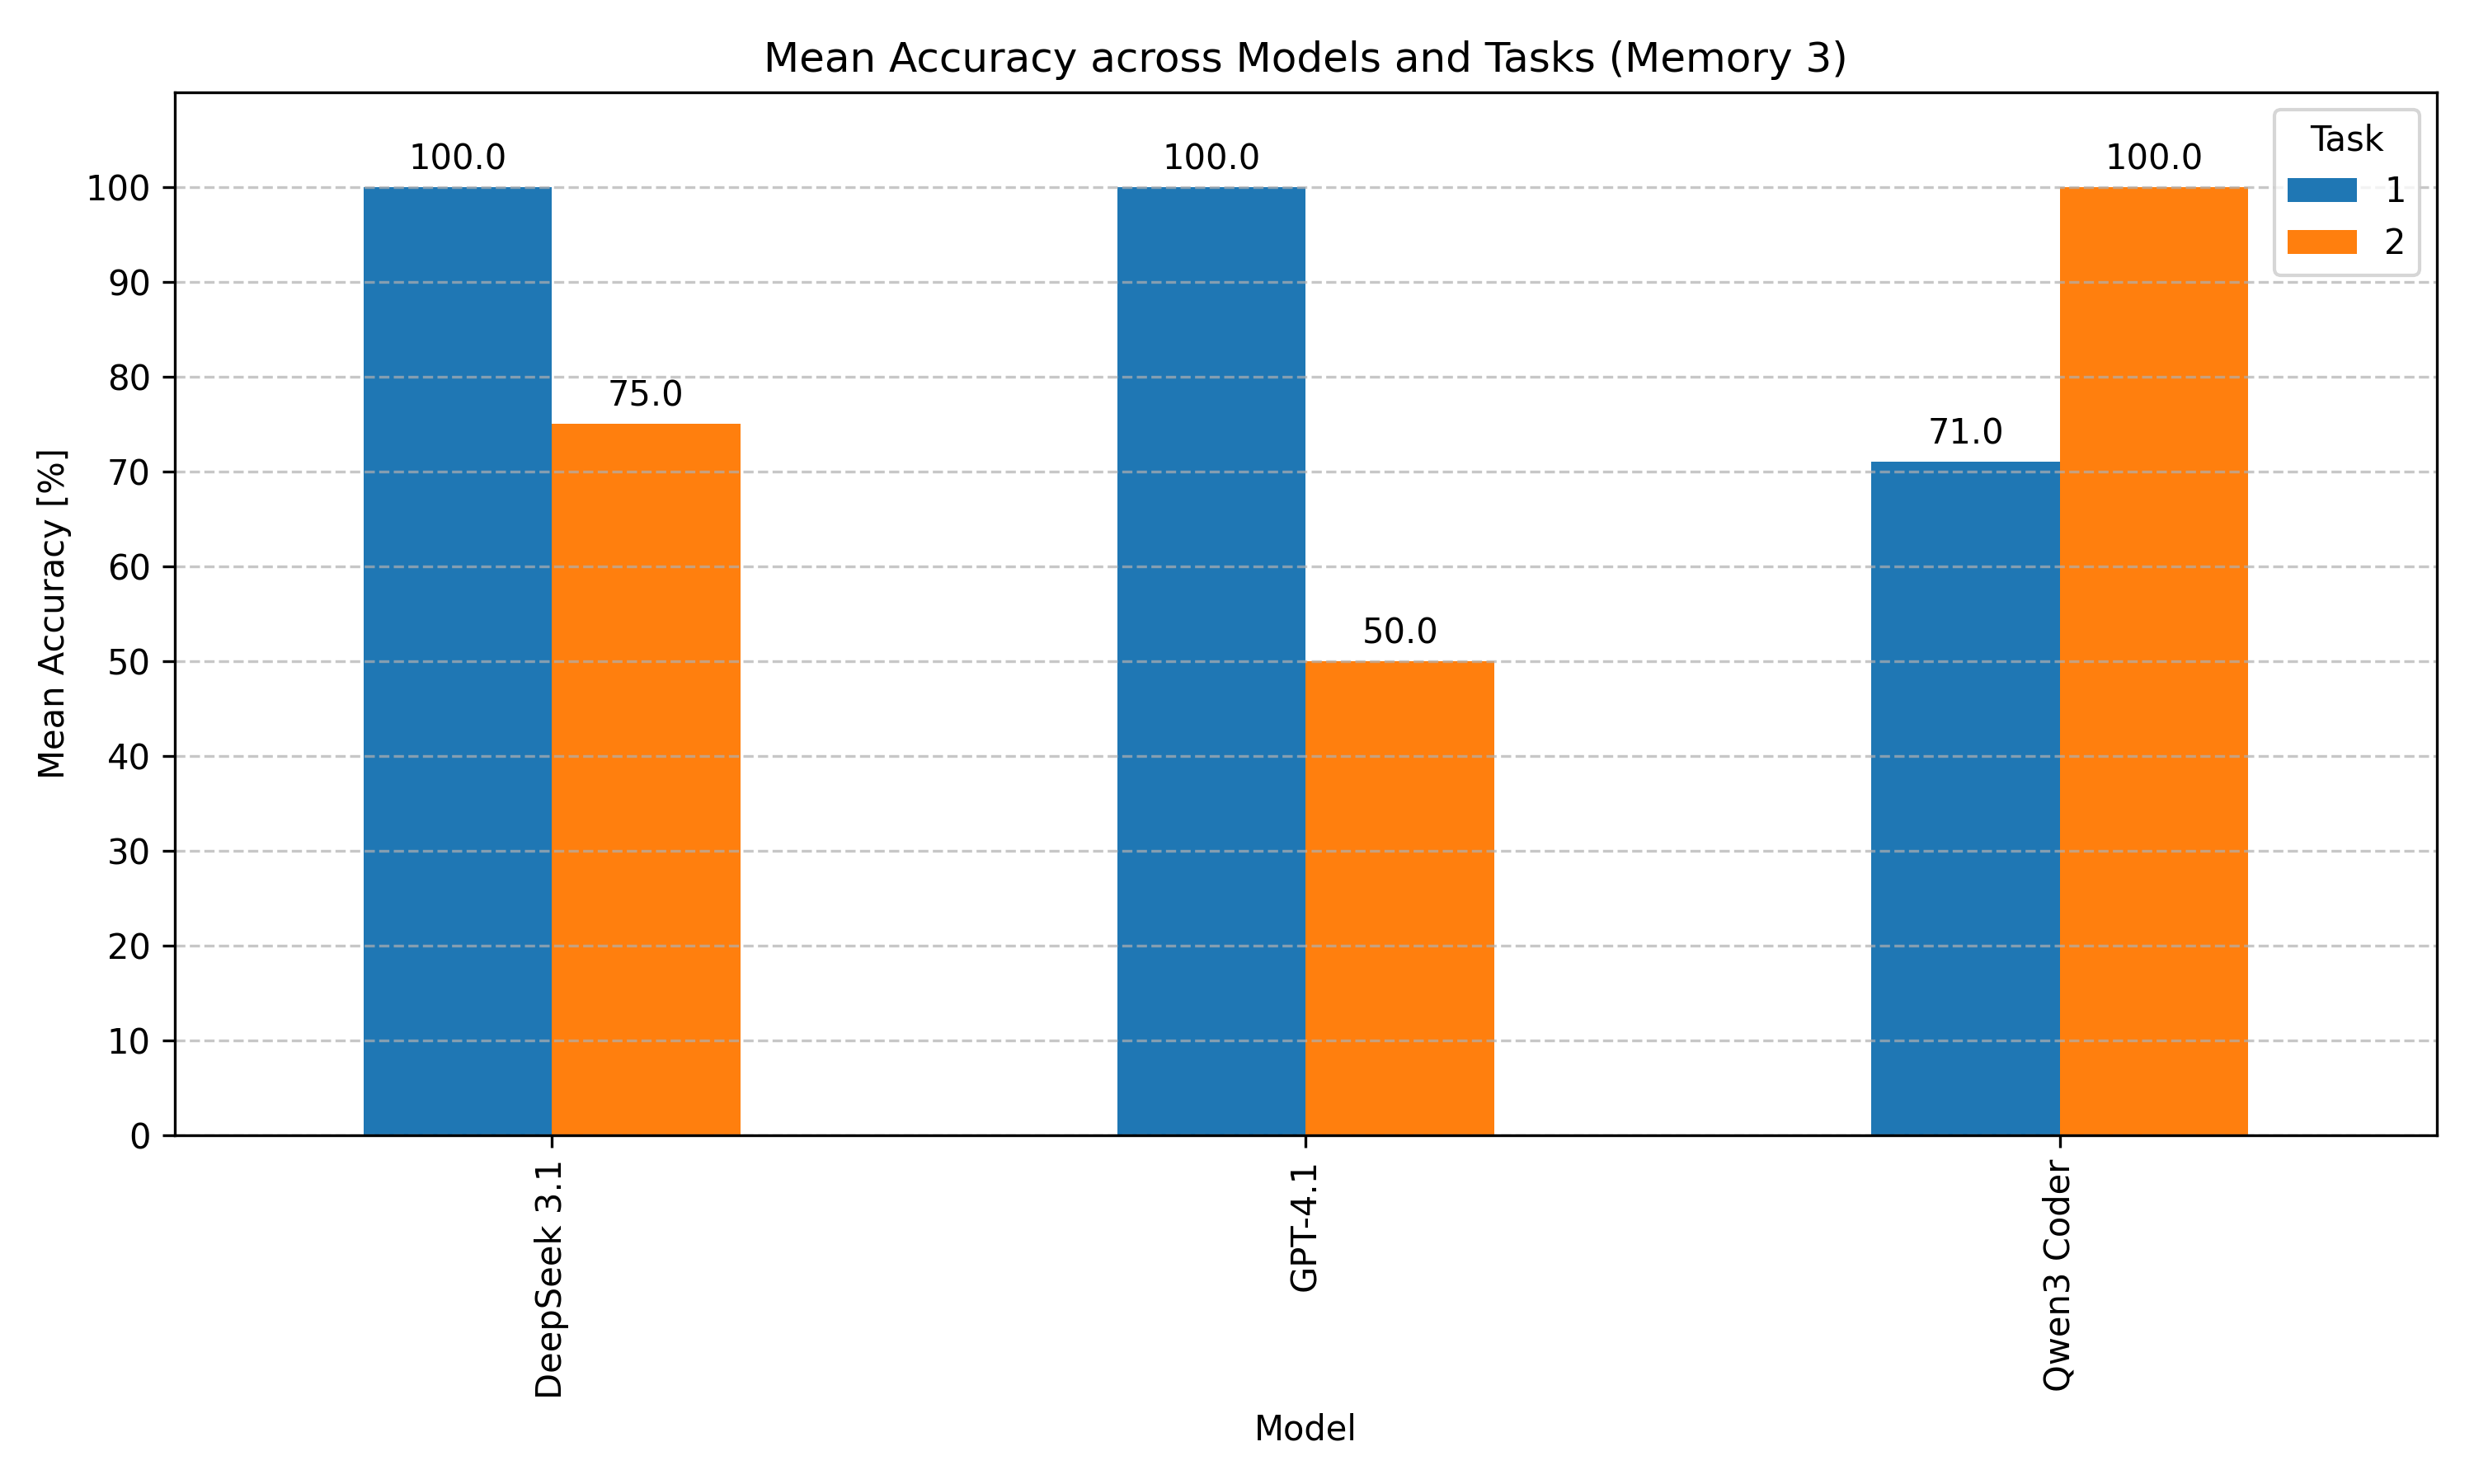 Mean Accuracy across Models and Tasks (Memory 3)
Task
1
2
100.0
75.0
100.0
50.0
71.0
100.0
100
90
80
70
60
50
40
30
20
10
0
Mean Accuracy [%]
DeepSeek 3.1
GPT-4.1
Qwen3 Coder
Model